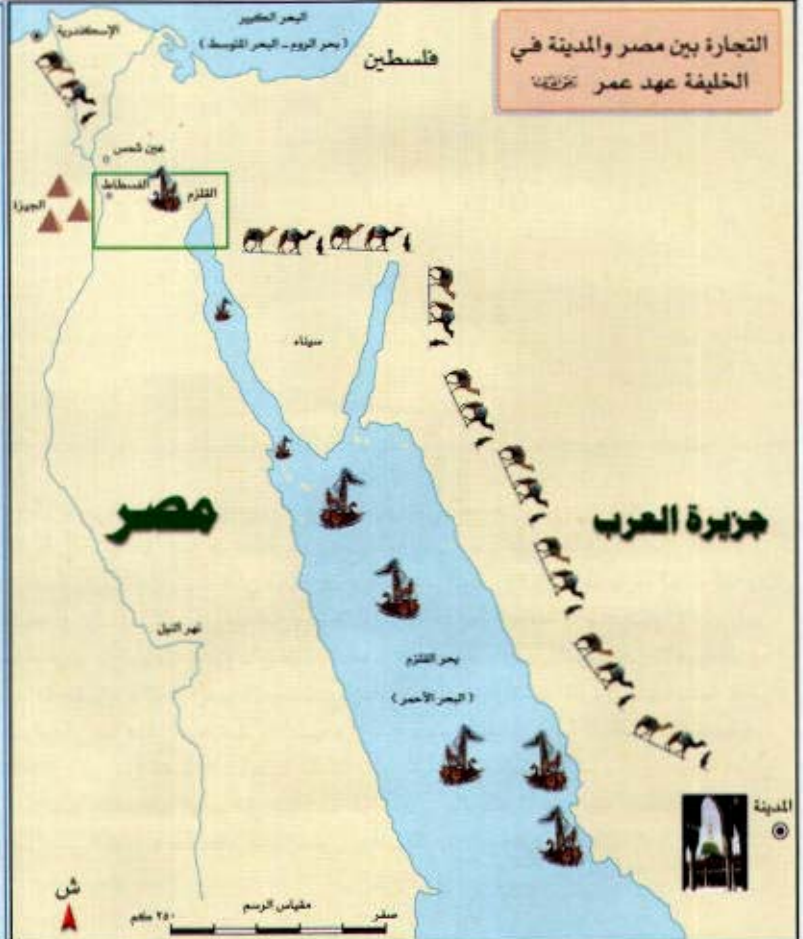 التجارة بين مصر والمدينة في
الخليفة عهد عمر
البحر الكبير
(بحر الروم - البحر المتوسط)
الإسكندرية
فلسطين
عين شمس
الفسطاط
القلزم
الجيزة
سيناء
مصر
جزيرة العرب
نهر النيل
بحر القلزم
(البحر الأحمر)
المدينة
ش
مقياس الرسم
صفر
٢٥٠ كم